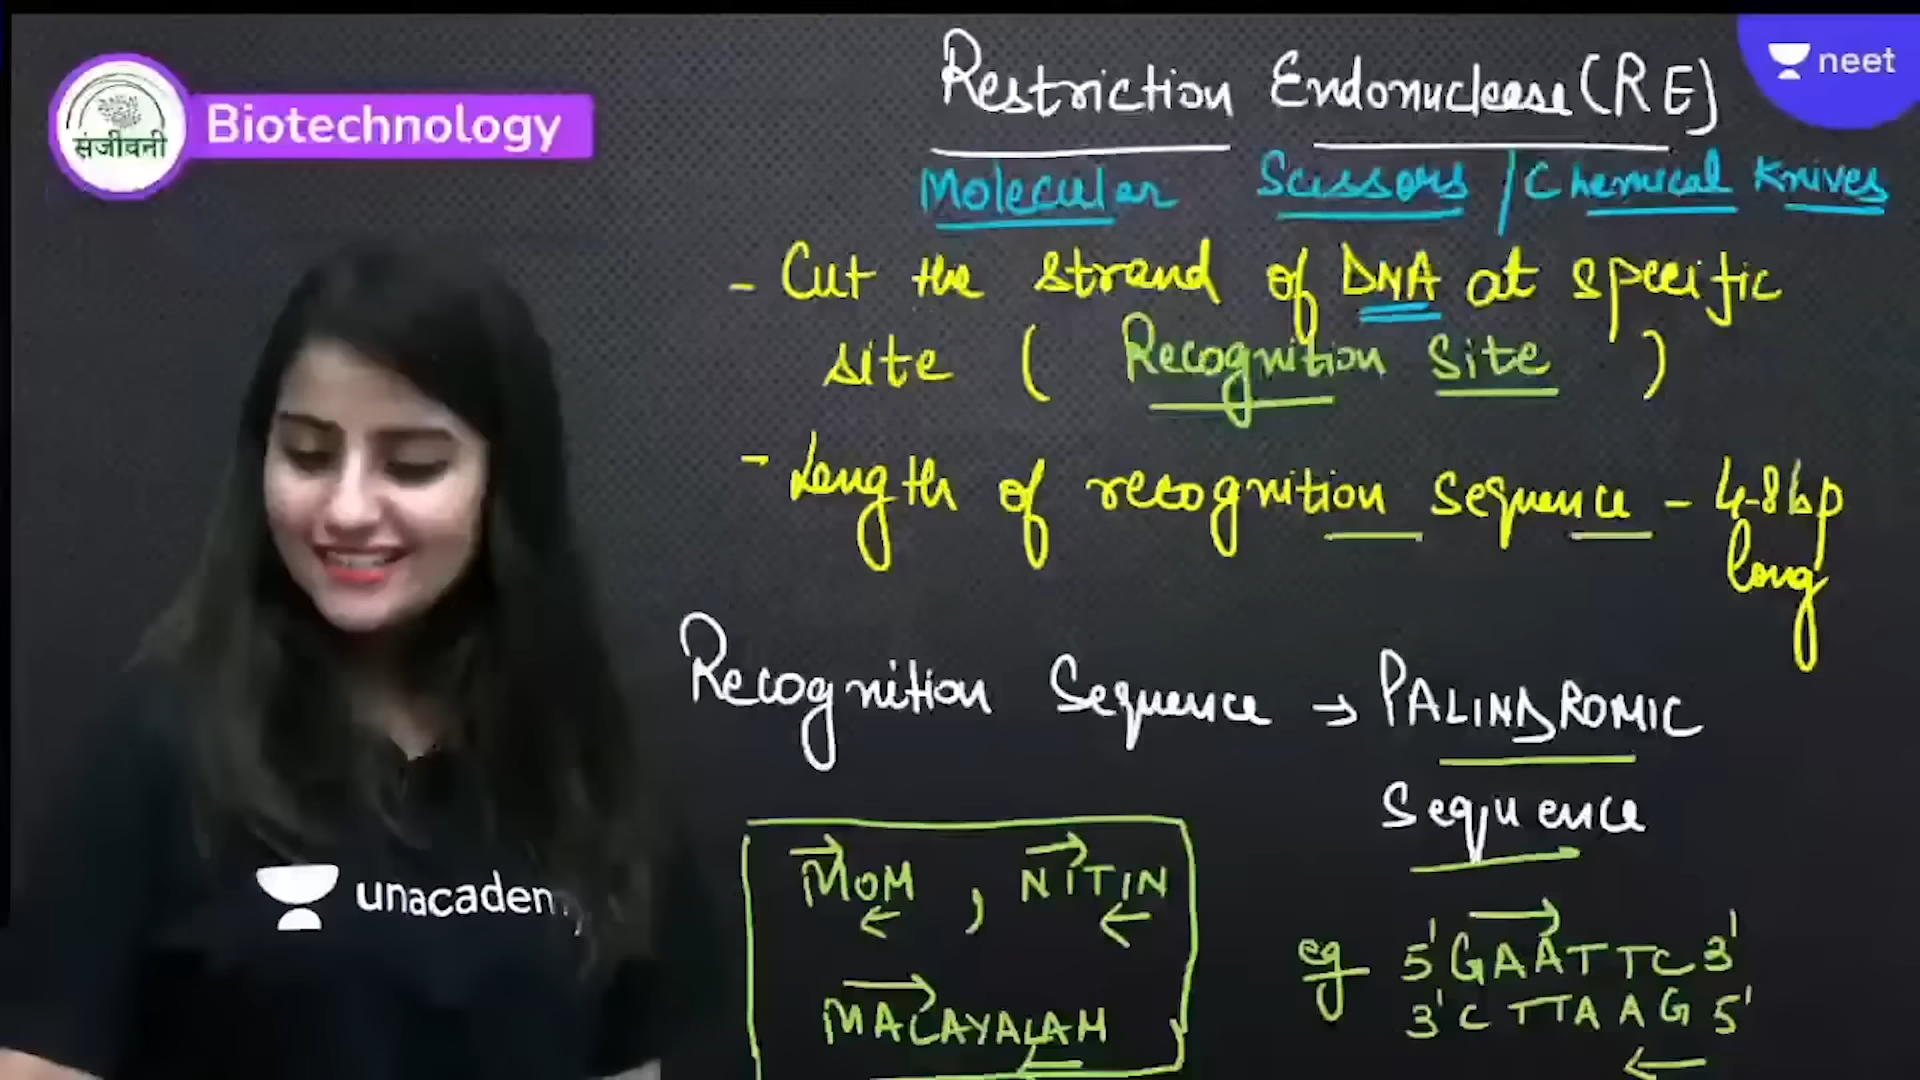 संजीवनी
Biotechnology
neet
Restriction Endonuclease (RE)
Molecular Scissors / Chemical Knives
- Cut the strand of DNA at specific
site ( Recognition Site )
- Length of recognition sequence - 4-8bp
long
Recognition Sequence → PALINDROMIC
Sequence
MOM , NITIN
MALAYALAM
eg 5' GAATTC 3'
3' CTTAAG 5'
unacadem